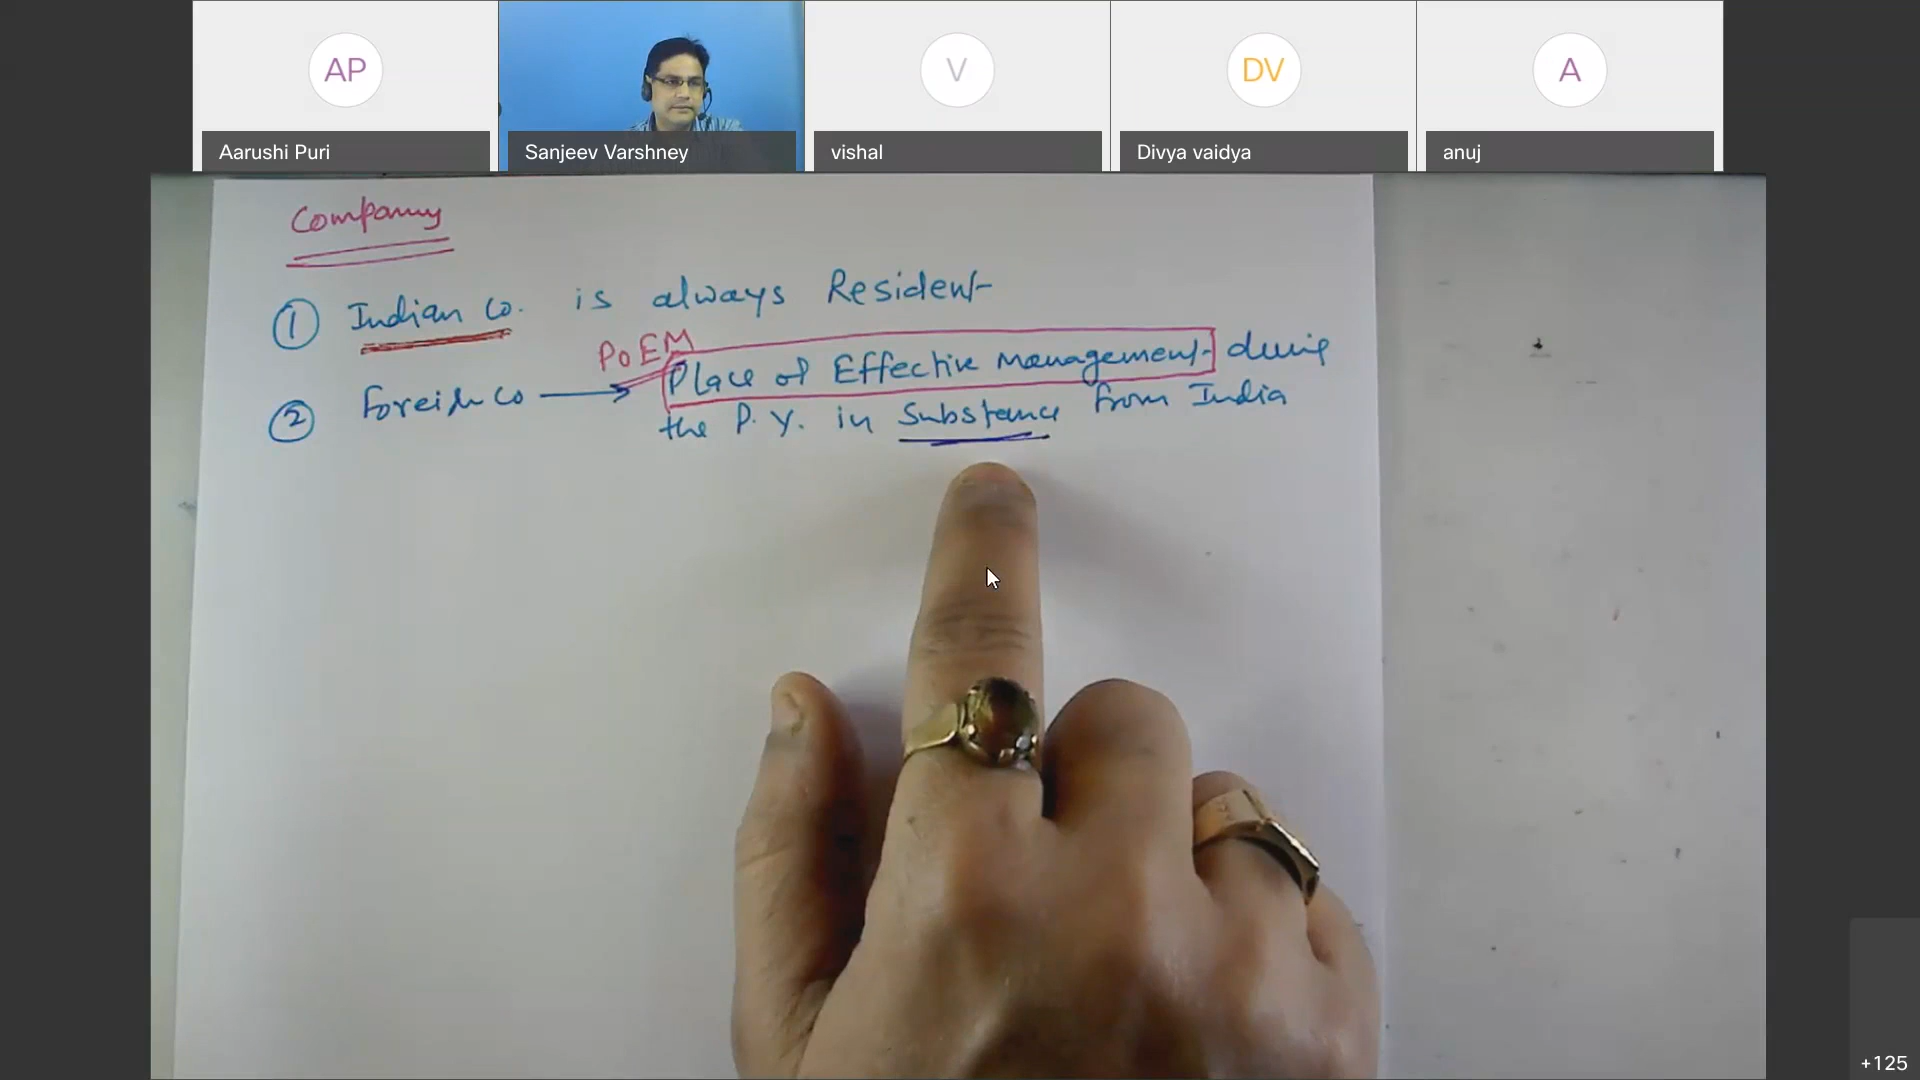 AP
V
DV
A
Aarushi Puri
Sanjeev Varshney
vishal
Divya vaidya
anuj
Company
① Indian Co. is always Resident
POEM
② Foreign Co → Place of Effective Management during
the P.Y. in Substance from India
+125